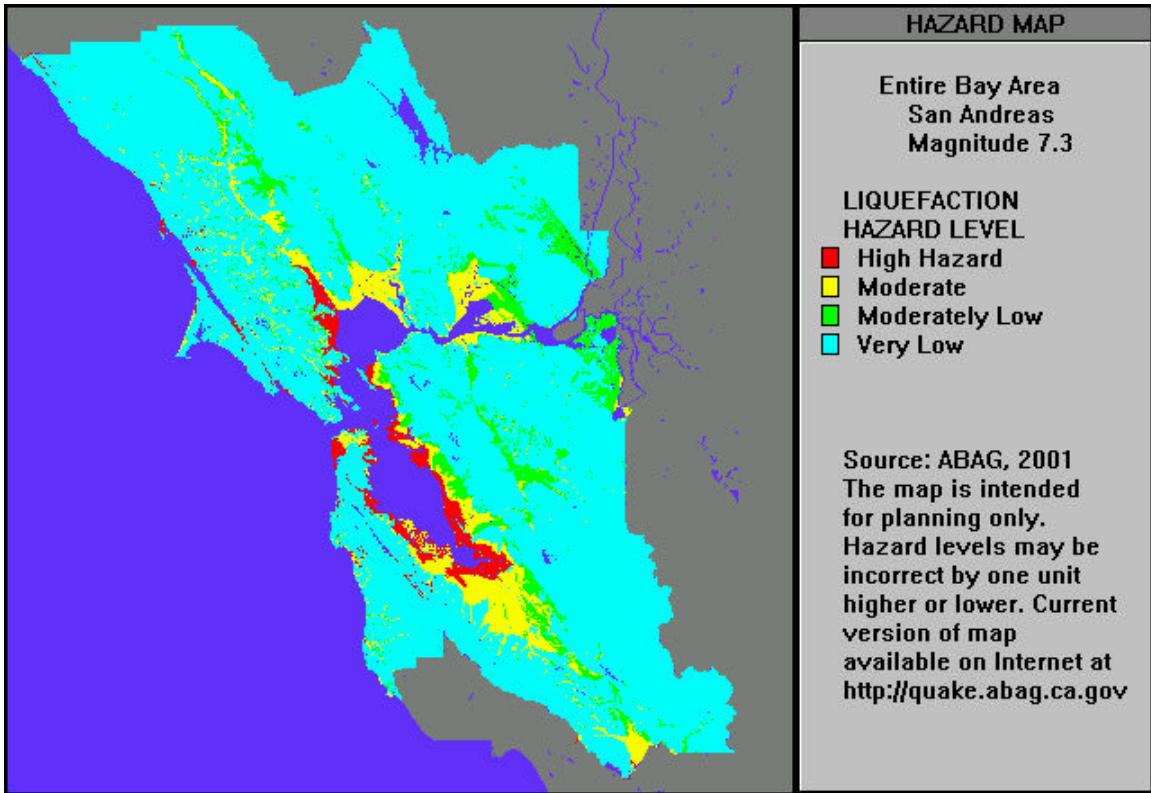 HAZARD MAP
Entire Bay Area
San Andreas
Magnitude 7.3
LIQUEFACTION
HAZARD LEVEL
High Hazard
Moderate
Moderately Low
Very Low
Source: ABAG, 2001
The map is intended
for planning only.
Hazard levels may be
incorrect by one unit
higher or lower. Current
version of map
available on Internet at
http://quake.abag.ca.gov